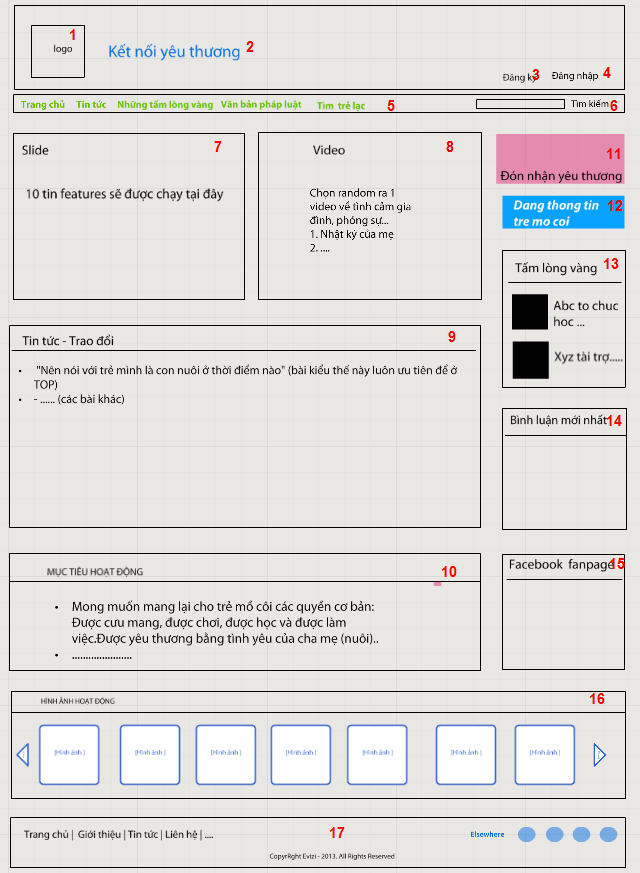 1
logo
Kết nối yêu thương 2
Đăng ký 3
Đăng nhập 4
Trang chủ Tin tức Những tấm lòng vàng Văn bản pháp luật Tìm trẻ lạc 5
Tìm kiếm 6
Slide 7
10 tin features sẽ được chạy tại đây
Video 8
Chọn random ra 1
video về tình cảm gia
đình, phóng sự...
1. Nhật ký của mẹ
2. ....
11
Đón nhận yêu thương
Dang thong tin 12
tre mo coi
Tấm lòng vàng 13
Abc to chuc
hoc ...
Xyz tài trợ.....
Tin tức - Trao đổi 9
• "Nên nói với trẻ mình là con nuôi ở thời điểm nào" (bài kiểu thế này luôn ưu tiên để ở
TOP)
• - ...... (các bài khác)
Bình luận mới nhất 14
MỤC TIÊU HOẠT ĐỘNG 10
• Mong muốn mang lại cho trẻ mồ côi các quyền cơ bản:
Được cưu mang, được chơi, được học và được làm
việc.Được yêu thương bằng tình yêu của cha mẹ (nuôi)..
• ......................
Facebook fanpage 15
HÌNH ẢNH HOẠT ĐỘNG 16
[Hình ảnh ] [Hình ảnh ] [Hình ảnh ] [Hình ảnh ] [Hình ảnh ] [Hình ảnh ] [Hình ảnh ]
Trang chủ | Giới thiệu | Tin tức | Liên hệ | .... 17
Elsewhere
CopyrRght Evizi - 2013. All Rights Reserved